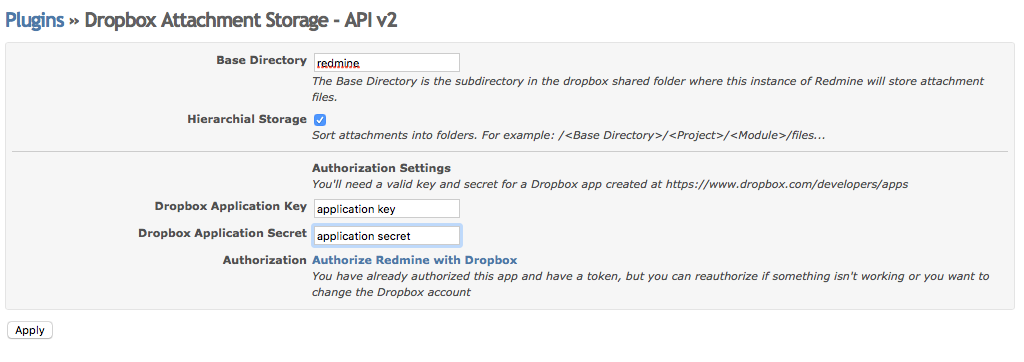 Plugins » Dropbox Attachment Storage - API v2
Base Directory redmine
The Base Directory is the subdirectory in the dropbox shared folder where this instance of Redmine will store attachment
files.
Hierarchial Storage
Sort attachments into folders. For example: /<Base Directory>/<Project>/<Module>/files...
Authorization Settings
You'll need a valid key and secret for a Dropbox app created at https://www.dropbox.com/developers/apps
Dropbox Application Key application key
Dropbox Application Secret application secret
Authorization Authorize Redmine with Dropbox
You have already authorized this app and have a token, but you can reauthorize if something isn't working or you want to
change the Dropbox account
Apply